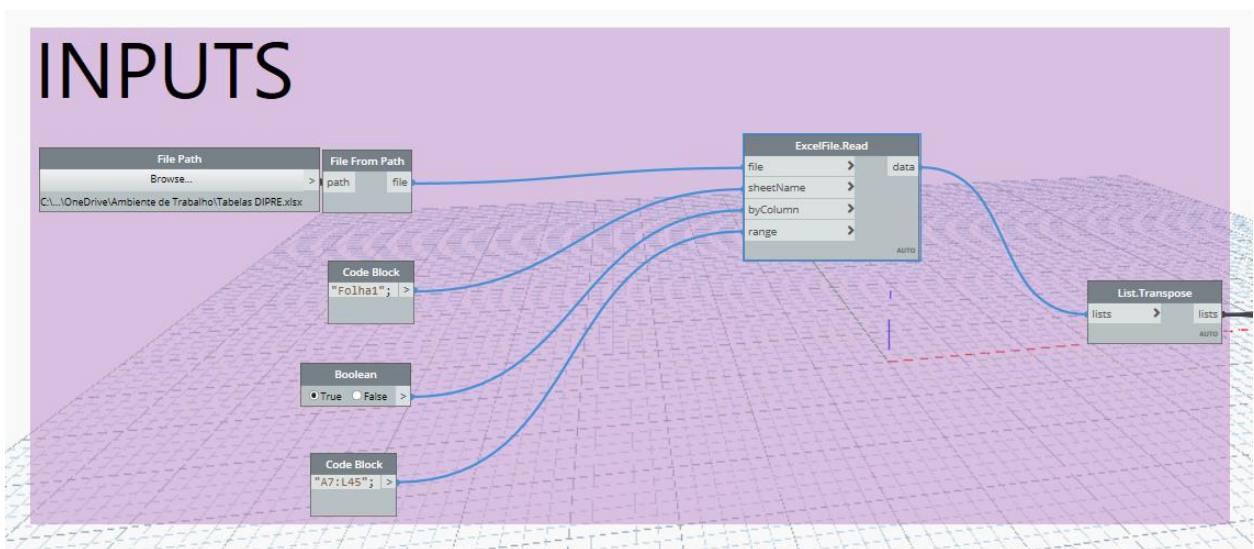 INPUTS
File Path
Browse... >
C:\...\OneDrive\Ambiente de Trabalho\Tabelas DIPRE.xlsx
File From Path
path file
ExcelFile.Read
file > data
sheetName >
byColumn >
range >
AUTO
Code Block
"Folha1"; >
Boolean
True False >
Code Block
"A7:L45"; >
List.Transpose
lists > lists
AUTO